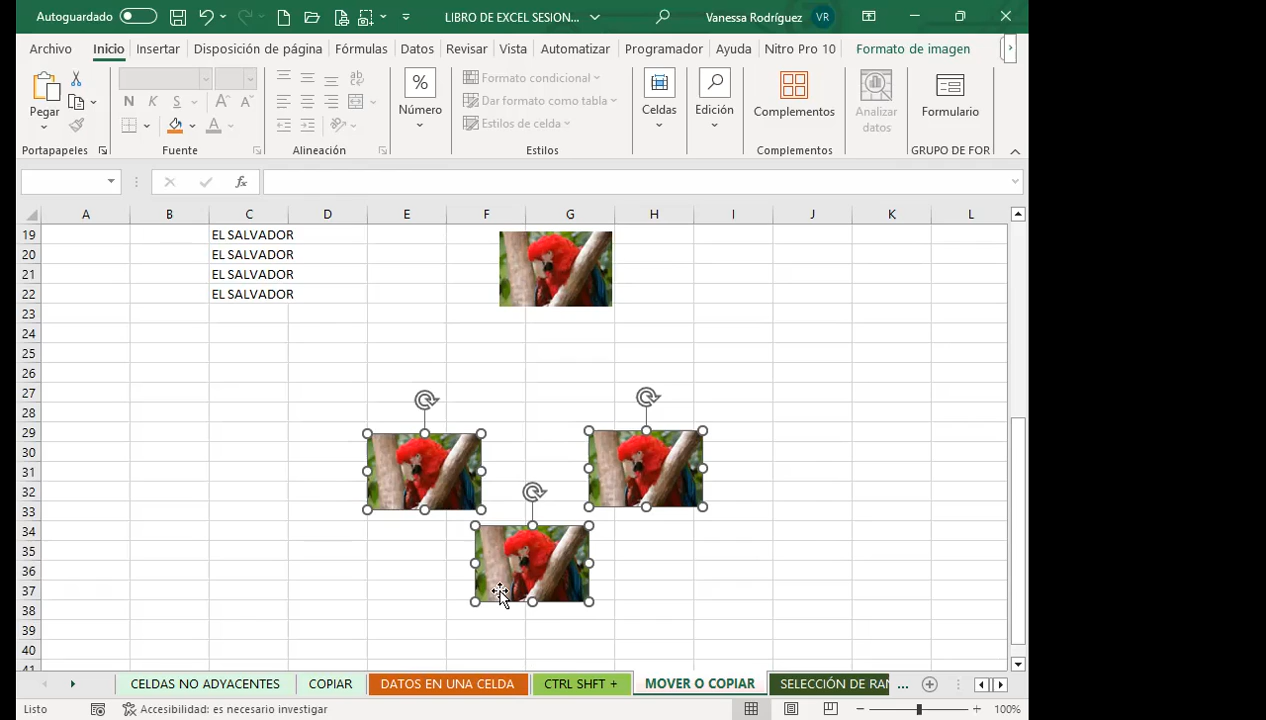 Autoguardado
LIBRO DE EXCEL SESION...
Vanessa Rodríguez
VR
Archivo
Inicio
Insertar
Disposición de página
Fórmulas
Datos
Revisar
Vista
Automatizar
Programador
Ayuda
Nitro Pro 10
Formato de imagen
Pegar
N K S A A
A
ab
%
Número
Formato condicional
Dar formato como tabla
Estilos de celda
Celdas
Edición
Complementos
Analizar
datos
Formulario
Portapapeles
Fuente
Alineación
Estilos
Complementos
GRUPO DE FOR
fx
A B C D E F G H I J K L
19 EL SALVADOR
20 EL SALVADOR
21 EL SALVADOR
22 EL SALVADOR
23
24
25
26
27
28
29
30
31
32
33
34
35
36
37
38
39
40
41
CELDAS NO ADYACENTES
COPIAR
DATOS EN UNA CELDA
CTRL SHFT +
MOVER O COPIAR
SELECCIÓN DE RAN
...
Listo
Accesibilidad: es necesario investigar
100%